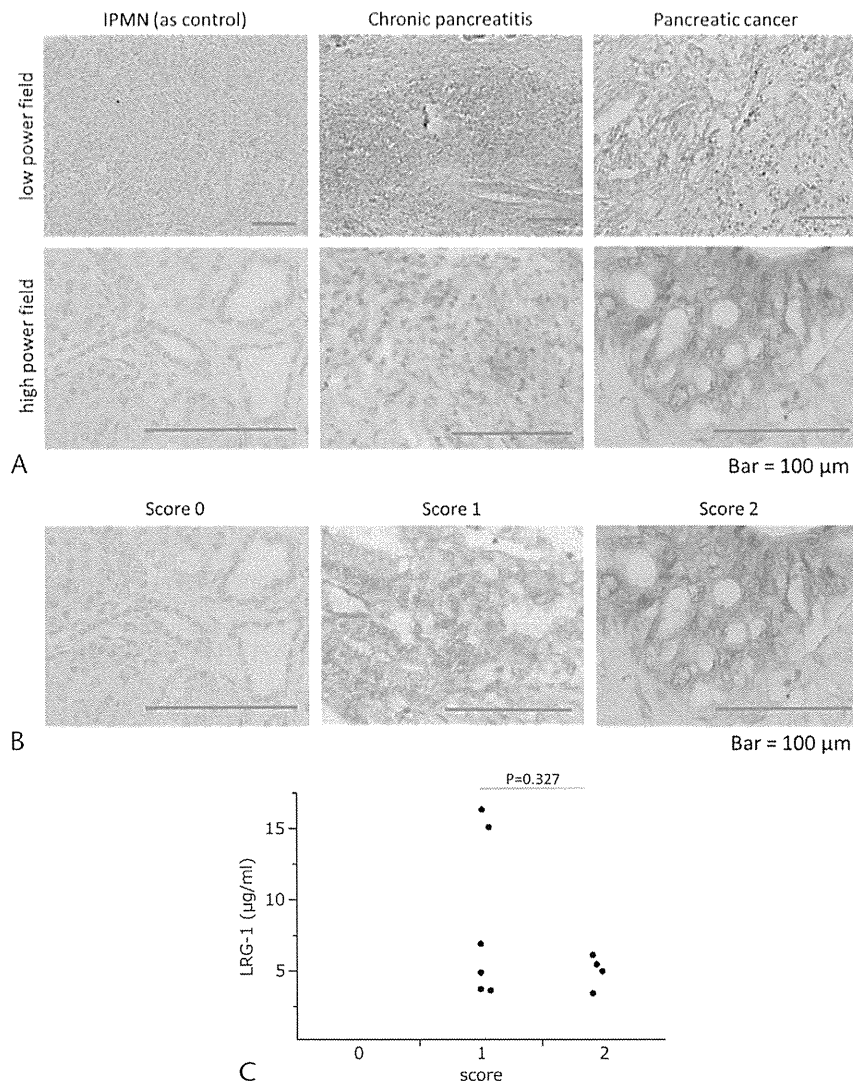 IPMN (as control) Chronic pancreatitis Pancreatic cancer
low power field
high power field
A
Bar = 100 µm
Score 0 Score 1 Score 2
B
Bar = 100 µm
P=0.327
15
10
5
LRG-1 (µg/ml)
0 1 2
score
C